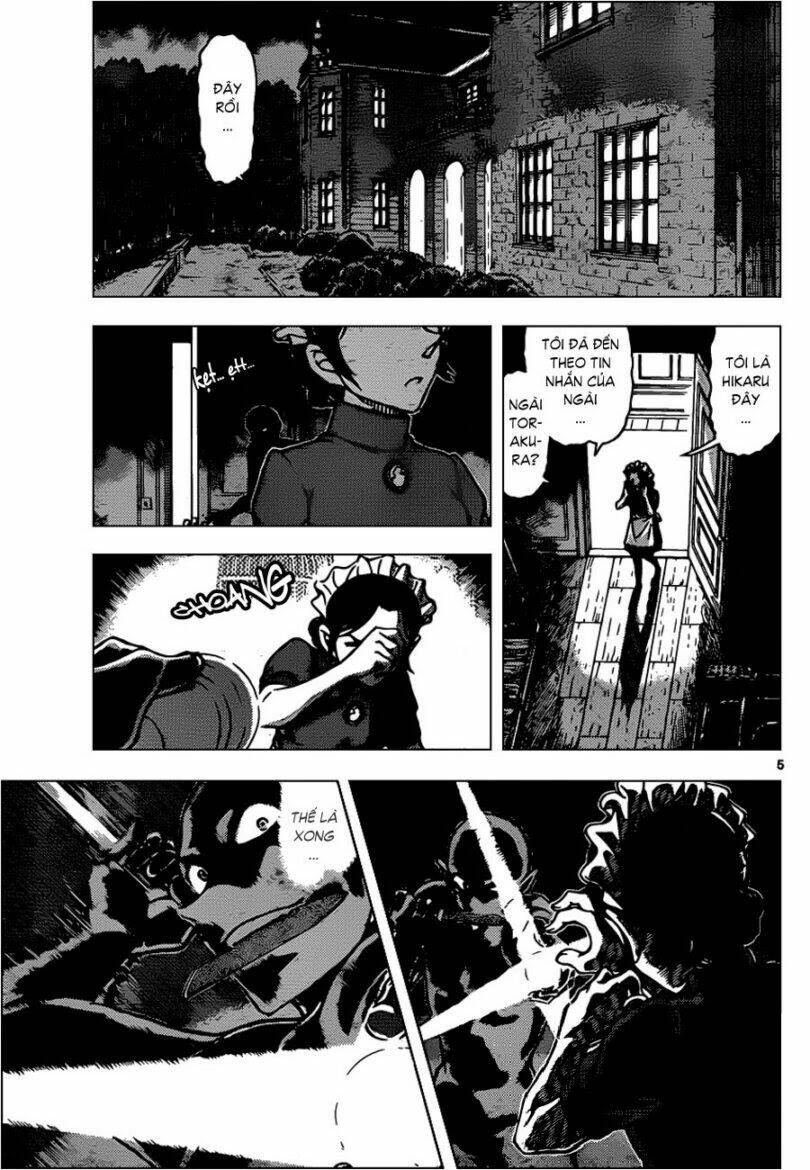 ĐÂY
RỒI
...
TÔI LÀ
HIKARU
ĐÂY
...
TÔI ĐÃ ĐẾN
THEO TIN
NHẮN CỦA
NGÀI
...
NGÀI
TOR-
AKU-
RA?
kẹt... ẹtt...
CHOANG
5
THẾ LÀ
XONG
...